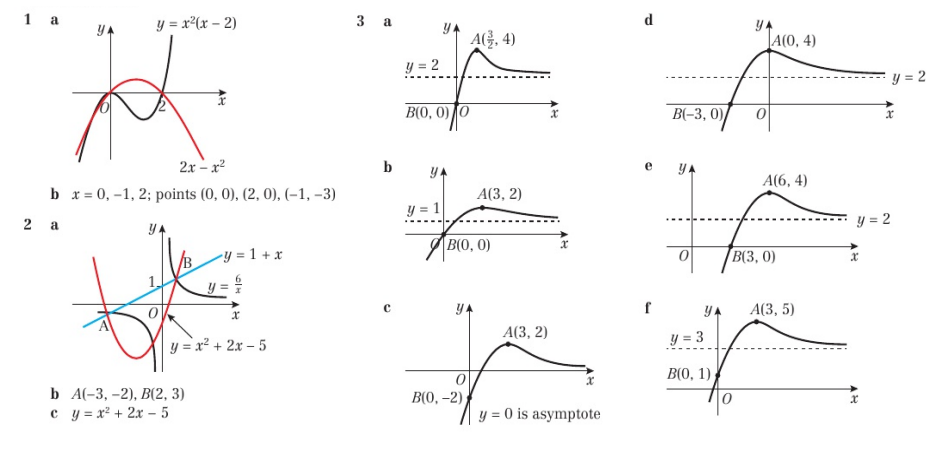 1 a
y
y = x²(x − 2)
O
2
x
2x − x²
b x = 0, −1, 2; points (0, 0), (2, 0), (−1, −3)
2 a
y
B
y = 1 + x
1
y = 6/x
O
x
A
y = x² + 2x − 5
b A(−3, −2), B(2, 3)
c y = x² + 2x − 5
3 a
y
A(3/2, 4)
y = 2
B(0, 0)
O
x
b
y
A(3, 2)
y = 1
O
B(0, 0)
x
c
y
A(3, 2)
O
x
B(0, −2)
y = 0 is asymptote
d
y
A(0, 4)
y = 2
B(−3, 0)
O
x
e
y
A(6, 4)
y = 2
O
B(3, 0)
x
f
y
A(3, 5)
y = 3
B(0, 1)
O
x